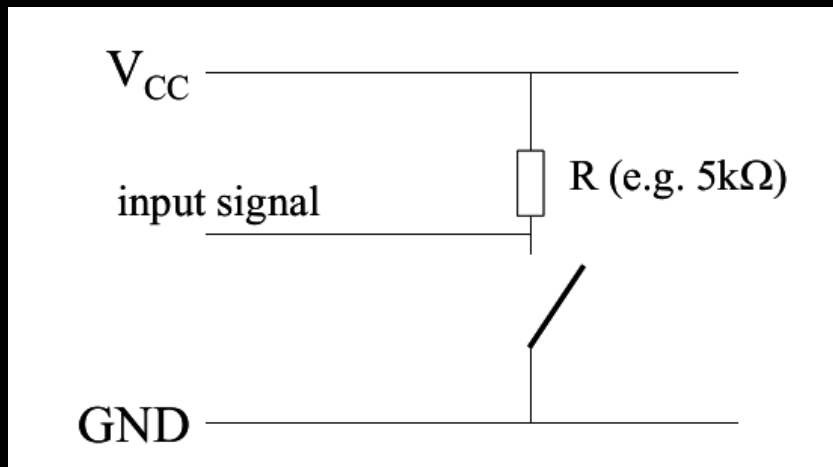 VCC
R (e.g. 5kΩ)
input signal
GND